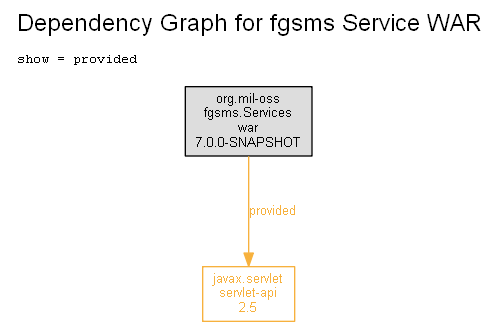 Dependency Graph for fgsms Service WAR
show = provided
org.mil-oss
fgsms.Services
war
7.0.0-SNAPSHOT
provided
javax.servlet
servlet-api
2.5